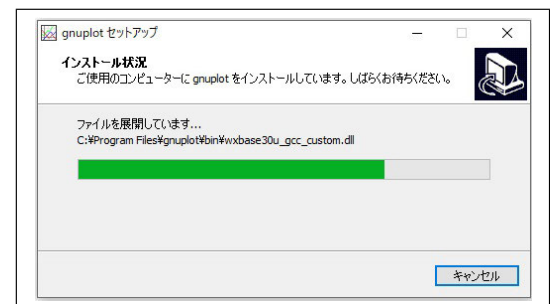 gnuplot セットアップ
インストール状況
ご使用のコンピューターに gnuplot をインストールしています。しばらくお待ちください。
ファイルを展開しています...
C:¥Program Files¥gnuplot¥bin¥wxbase30u_gcc_custom.dll
キャンセル